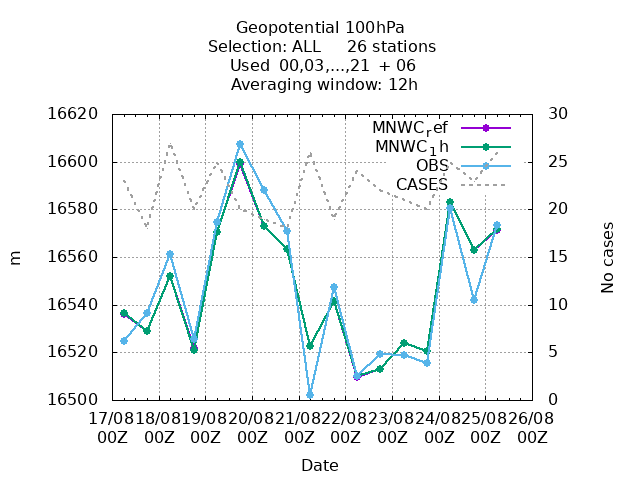 Geopotential 100hPa
Selection: ALL 26 stations
Used 00,03,...,21 + 06
Averaging window: 12h
16620
16600
16580
16560
16540
16520
16500
30
25
20
15
10
5
0
m
No cases
MNWCref
MNWC1h
OBS
CASES
17/08 18/08 19/08 20/08 21/08 22/08 23/08 24/08 25/08 26/08
00Z 00Z 00Z 00Z 00Z 00Z 00Z 00Z 00Z 00Z
Date